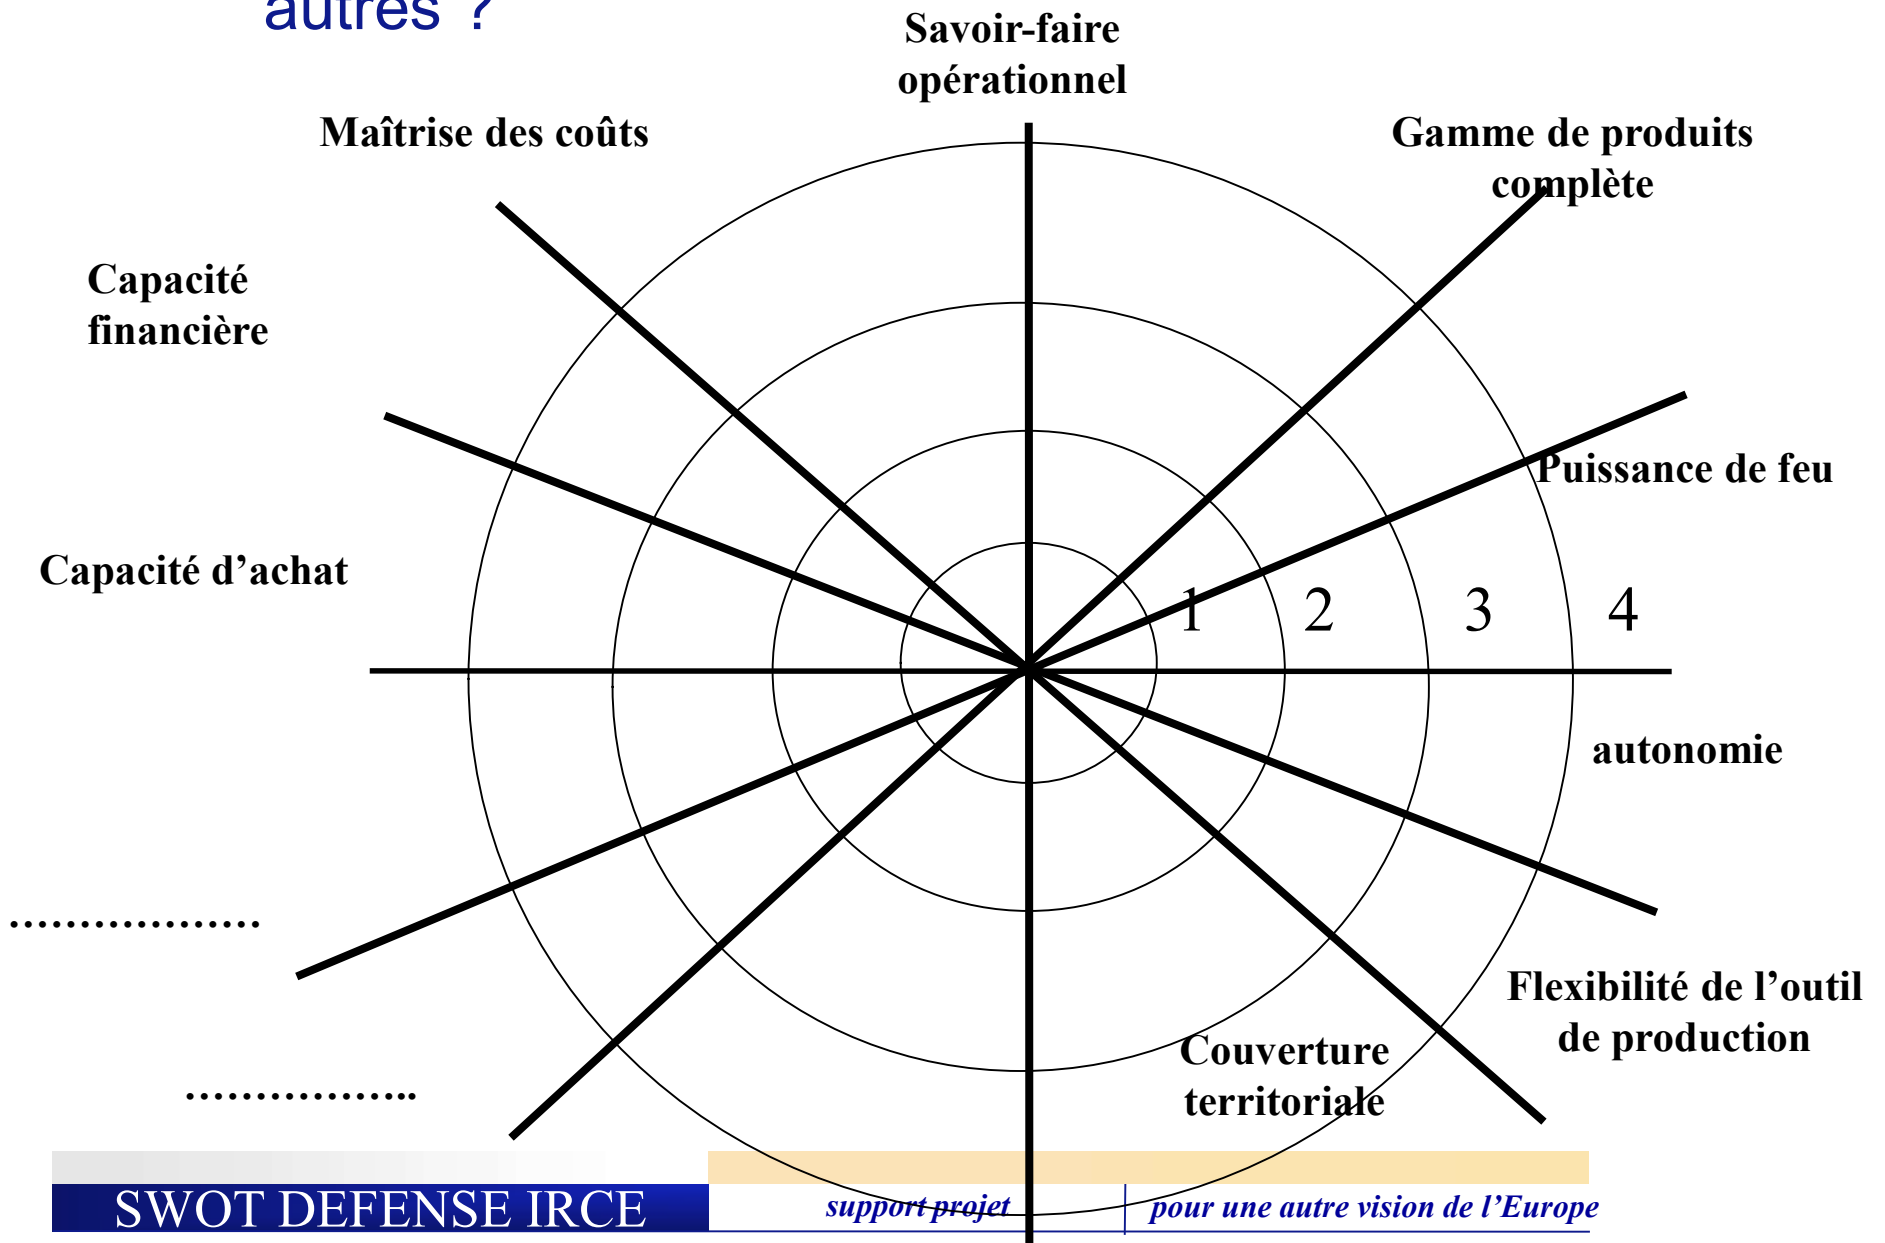 autres ?
Savoir-faire
opérationnel
Maîtrise des coûts
Gamme de produits
complète
Capacité
financière
Puissance de feu
Capacité d’achat
1 2 3 4
autonomie
………………
Flexibilité de l’outil
de production
Couverture
territoriale
……………..
SWOT DEFENSE IRCE
support projet
pour une autre vision de l’Europe